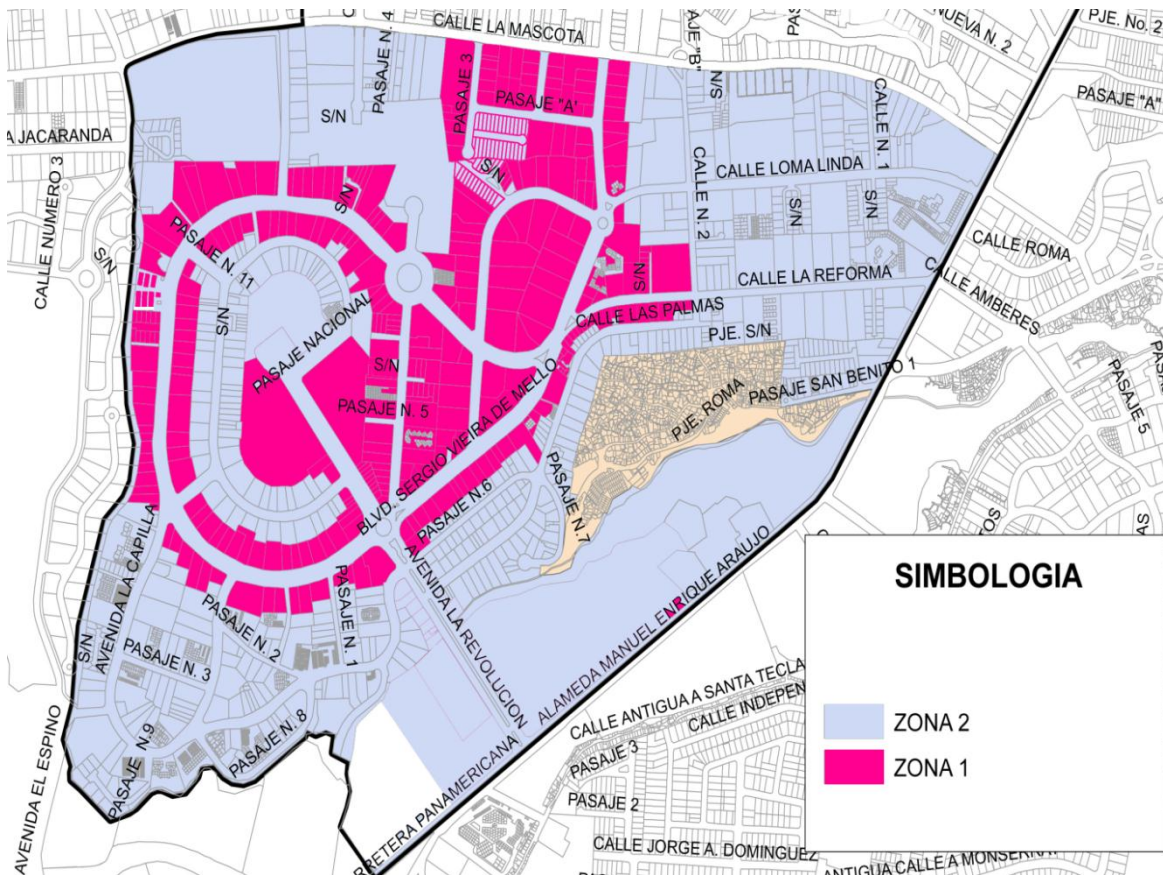 CALLE LA MASCOTA
PASAJE N. 4
PASAJE 3
PASAJE "A'
PJE. No. 2
NUEVA N. 2
PASAJE "A"
PAJE "B"
S/N
S/N
CALLE N. 1
A JACARANDA
CALLE NUMERO 3
S/N
S/N
S/N
CALLE LOMA LINDA
CALLE N. 2
S/N
S/N
PASAJE N. 11
S/N
PASAJE NACIONAL
S/N
CALLE LA REFORMA
CALLE ROMA
CALLE AMBERES
CALLE LAS PALMAS
PJE. S/N
S/N
PASAJE N. 5
BLVD. SERGIO VIEIRA DE MELLO
PJE. ROMA
PASAJE SAN BENITO 1
PASAJE 5
PASAJE N.6
PASAJE N.7
AVENIDA LA CAPILLA
AVENIDA LA REVOLUCION
ALAMEDA MANUEL ENRIQUE ARAUJO
PASAJE N. 1
PASAJE N. 2
S/N
PASAJE N. 3
PASAJE N. 8
PASAJE N.9
AVENIDA EL ESPINO
RRETERA PANAMERICANA
CALLE ANTIGUA A SANTA TECLA
CALLE INDEPEN
PASAJE 3
PASAJE 2
CALLE JORGE A. DOMINGUEZ
ANTIGUA CALLE A MONSERRA
SIMBOLOGIA
ZONA 2
ZONA 1